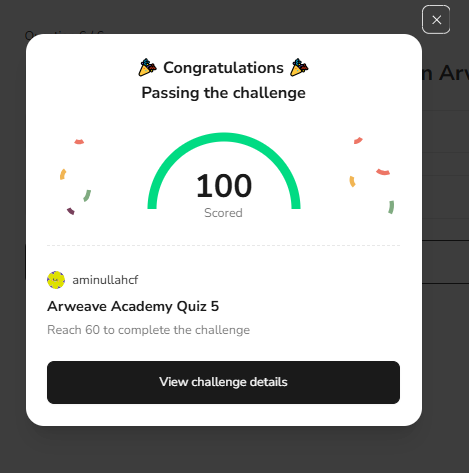 🎉 Congratulations 🎉
Passing the challenge
100
Scored
aminullahcf
Arweave Academy Quiz 5
Reach 60 to complete the challenge
View challenge details